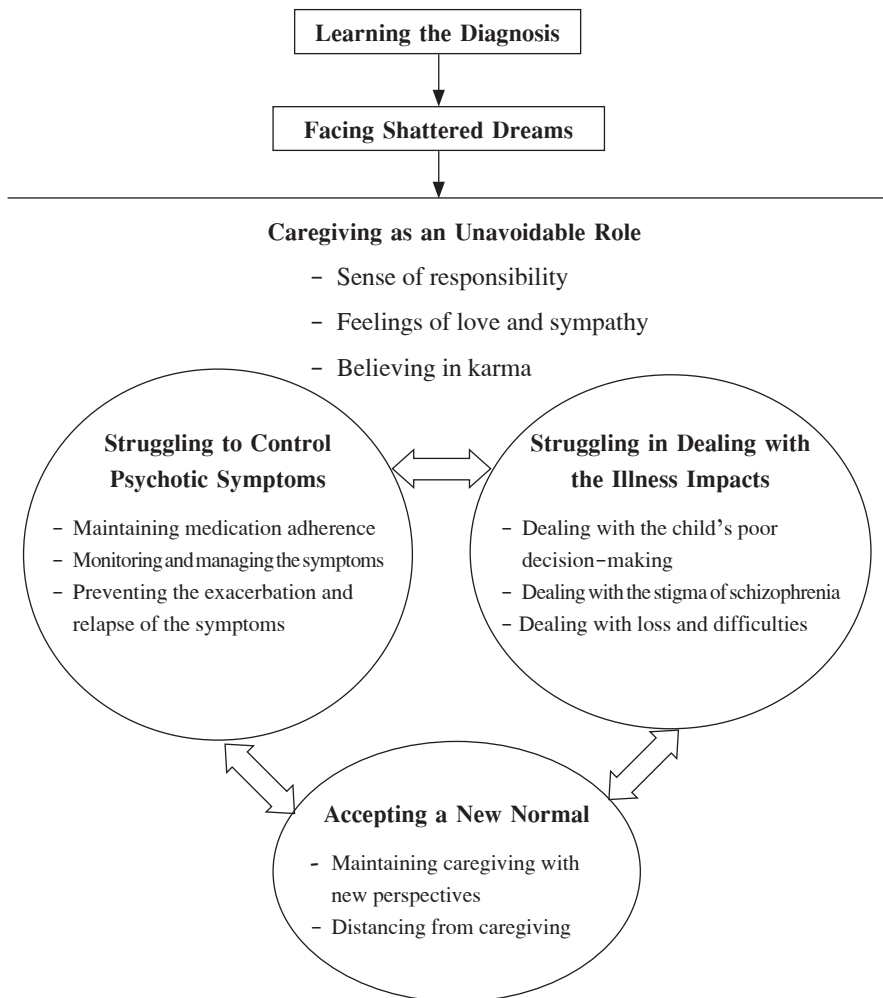 Learning the Diagnosis
Facing Shattered Dreams
Caregiving as an Unavoidable Role
- Sense of responsibility
- Feelings of love and sympathy
- Believing in karma
Struggling to Control
Psychotic Symptoms
- Maintaining medication adherence
- Monitoring and managing the symptoms
- Preventing the exacerbation and
relapse of the symptoms
Struggling in Dealing with
the Illness Impacts
- Dealing with the child's poor
decision-making
- Dealing with the stigma of schizophrenia
- Dealing with loss and difficulties
Accepting a New Normal
- Maintaining caregiving with
new perspectives
- Distancing from caregiving